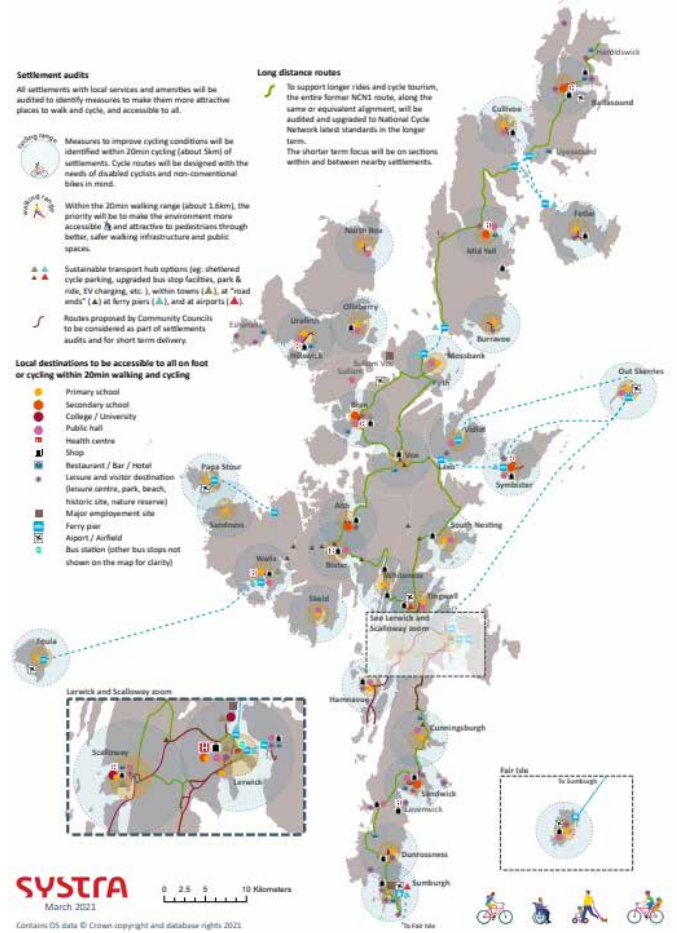 Settlement audits
All settlements with local services and amenities will be
audited to identify measures to make them more attractive
places to walk and cycle, and accessible to all.
cycling range
Measures to improve cycling conditions will be
identified within 20min cycling (about 5km) of
settlements. Cycle routes will be designed with the
needs of disabled cyclists and non-conventional
bikes in mind.
walking range
Within the 20min walking range (about 1.6km), the
priority will be to make the environment more
accessible and attractive to pedestrians through
better, safer walking infrastructure and public
spaces.
Sustainable transport hub options (eg: sheltered
cycle parking, upgraded bus stop facilties, park &
ride, EV charging, etc. ), within towns ( ), at "road
ends" ( ) at ferry piers ( ), and at airports ( ).
Routes proposed by Community Councils
to be considered as part of settlements
audits and for short term delivery.
Local destinations to be accessible to all on foot
or cycling within 20min walking and cycling
Primary school
Secondary school
College / University
Public hall
Health centre
Shop
Restaurant / Bar / Hotel
Leisure and visitor destination
(leisure centre, park, beach,
historic site, nature reserve)
Major employement site
Ferry pier
Aiport / Airfield
Bus station (other bus stops not
shown on the map for clarity)
Long distance routes
To support longer rides and cycle tourism,
the entire former NCN1 route, along the
same or equivalent alignment, will be
audited and upgraded to National Cycle
Network latest standards in the longer
term.
The shorter term focus will be on sections
within and between nearby settlements.
Haroldswick
Baltasound
Cullivoe
Uyeasound
Fetlar
North Roe
Mid Yell
Ollaberry
Urafirth
Eshaness
Hillswick
Burravoe
Sullom Voe
Sullom
Mossbank
Firth
Out Skerries
Brae
Vidlin
Voe
Laxo
Symbister
Papa Stour
Sandness
Aith
South Nesting
Walls
Bixter
Whiteness
Skeld
Tingwall
See Lerwick and
Scalloway zoom
Foula
Hamnavoe
Lerwick and Scalloway zoom
Scalloway
H
Lerwick
Cunningsburgh
Sandwick
Levenwick
Fair Isle
To Sumburgh
Dunrossness
Sumburgh
To Fair Isle
SYSTRA
March 2021
0 2.5 5 10 Kilometers
Contains OS data © Crown copyright and database rights 2021